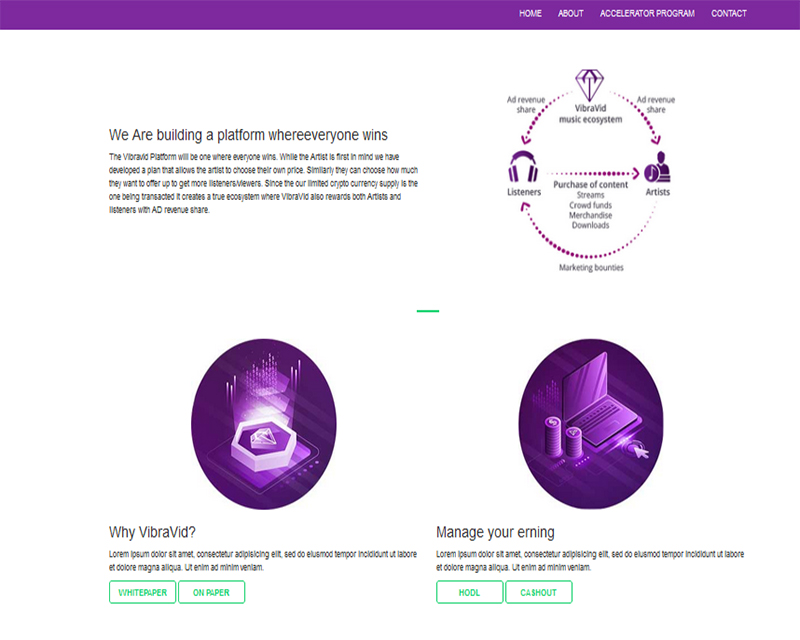 HOME ABOUT ACCELERATOR PROGRAM CONTACT
We Are building a platform whereeveryone wins
The Vibravid Platform will be one where everyone wins. While the Artist is first in mind we have
developed a plan that allows the artist to choose their own price. Similarly they can choose how much
they want to offer up to get more listeners/viewers. Since the our limited crypto currency supply is the
one being transacted it creates a true ecosystem where VibraVid also rewards both Artists and
listeners with AD revenue share.
Ad revenue
share
VibraVid
music ecosystem
Ad revenue
share
Listeners
Purchase of content
Streams
Crowd funds
Merchandise
Downloads
Artists
Marketing bounties
Why VibraVid?
Lorem ipsum dolor sit amet, consectetur adipisicing elit, sed do eiusmod tempor incididunt ut labore
et dolore magna aliqua. Ut enim ad minim veniam.
WHITEPAPER ON PAPER
Manage your erning
Lorem ipsum dolor sit amet, consectetur adipisicing elit, sed do eiusmod tempor incididunt ut labore
et dolore magna aliqua. Ut enim ad minim veniam.
HODL CASHOUT